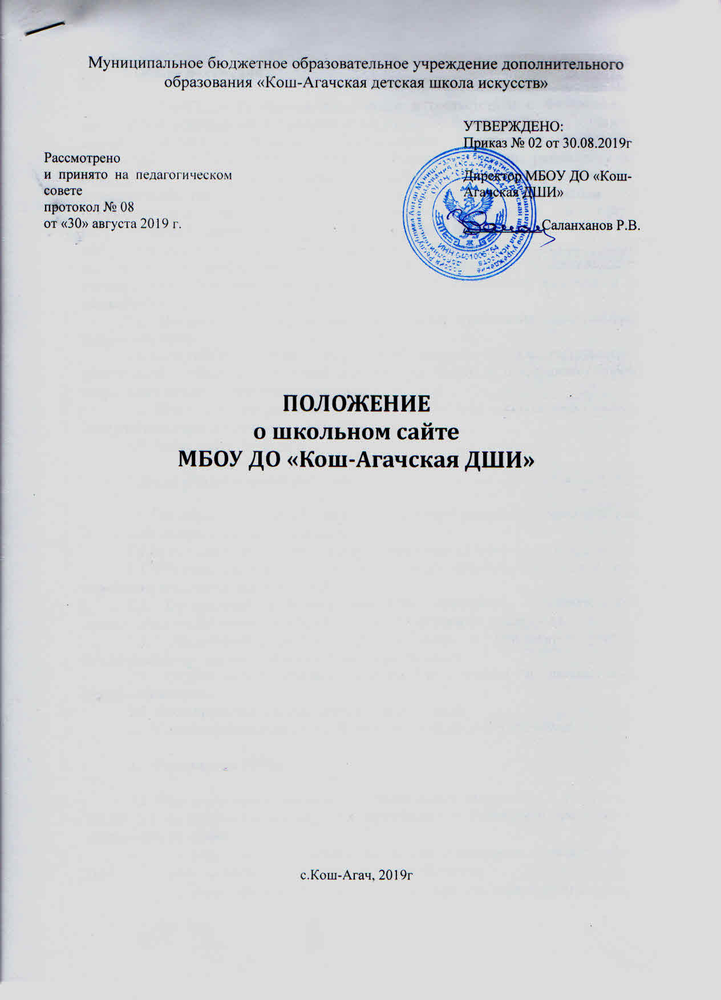 Муниципальное бюджетное образовательное учреждение дополнительного
образования «Кош-Агачская детская школа искусств»
УТВЕРЖДЕНО:
Приказ № 02 от 30.08.2019г
Директор МБОУ ДО «Кош-
Агачская ДШИ»
Саланханов Р.В.
Рассмотрено
и принято на педагогическом
совете
протокол № 08
от «30» августа 2019 г.
ИНН 0401006754
ПОЛОЖЕНИЕ
о школьном сайте
МБОУ ДО «Кош-Агачская ДШИ»
с.Кош-Агач, 2019г